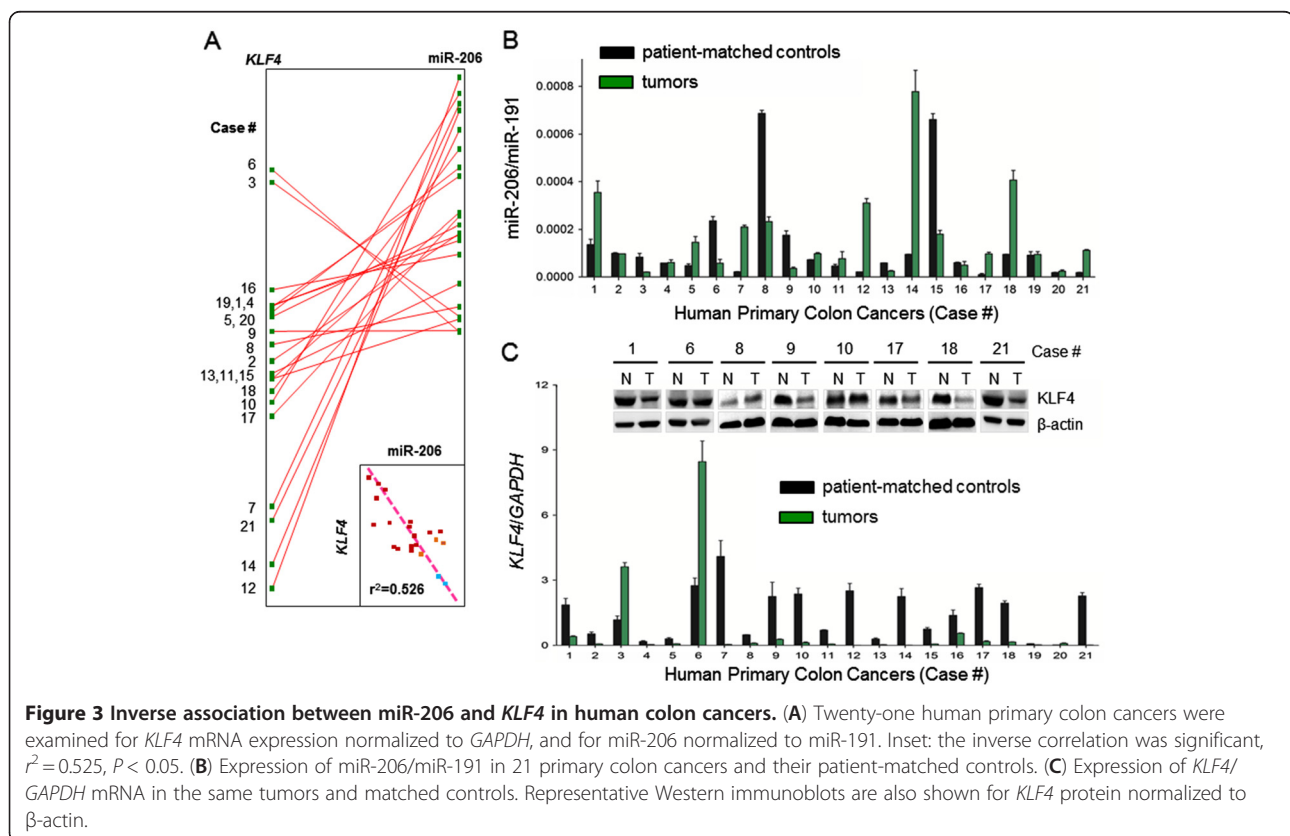 A
KLF4
miR-206
Case #
6
3
16
19,1,4
5, 20
9
8
2
13,11,15
18
10
17
7
21
14
12
miR-206
KLF4
r²=0.526
B
patient-matched controls
tumors
miR-206/miR-191
0.0008
0.0006
0.0004
0.0002
0.0000
1 2 3 4 5 6 7 8 9 10 11 12 13 14 15 16 17 18 19 20 21
Human Primary Colon Cancers (Case #)
C
1 6 8 9 10 17 18 21 Case #
N T N T N T N T N T N T N T N T
KLF4
β-actin
patient-matched controls
tumors
KLF4/GAPDH
12
9
6
3
0
1 2 3 4 5 6 7 8 9 10 11 12 13 14 15 16 17 18 19 20 21
Human Primary Colon Cancers (Case #)
Figure 3 Inverse association between miR-206 and KLF4 in human colon cancers. (A) Twenty-one human primary colon cancers were
examined for KLF4 mRNA expression normalized to GAPDH, and for miR-206 normalized to miR-191. Inset: the inverse correlation was significant,
r² = 0.525, P < 0.05. (B) Expression of miR-206/miR-191 in 21 primary colon cancers and their patient-matched controls. (C) Expression of KLF4/
GAPDH mRNA in the same tumors and matched controls. Representative Western immunoblots are also shown for KLF4 protein normalized to
β-actin.